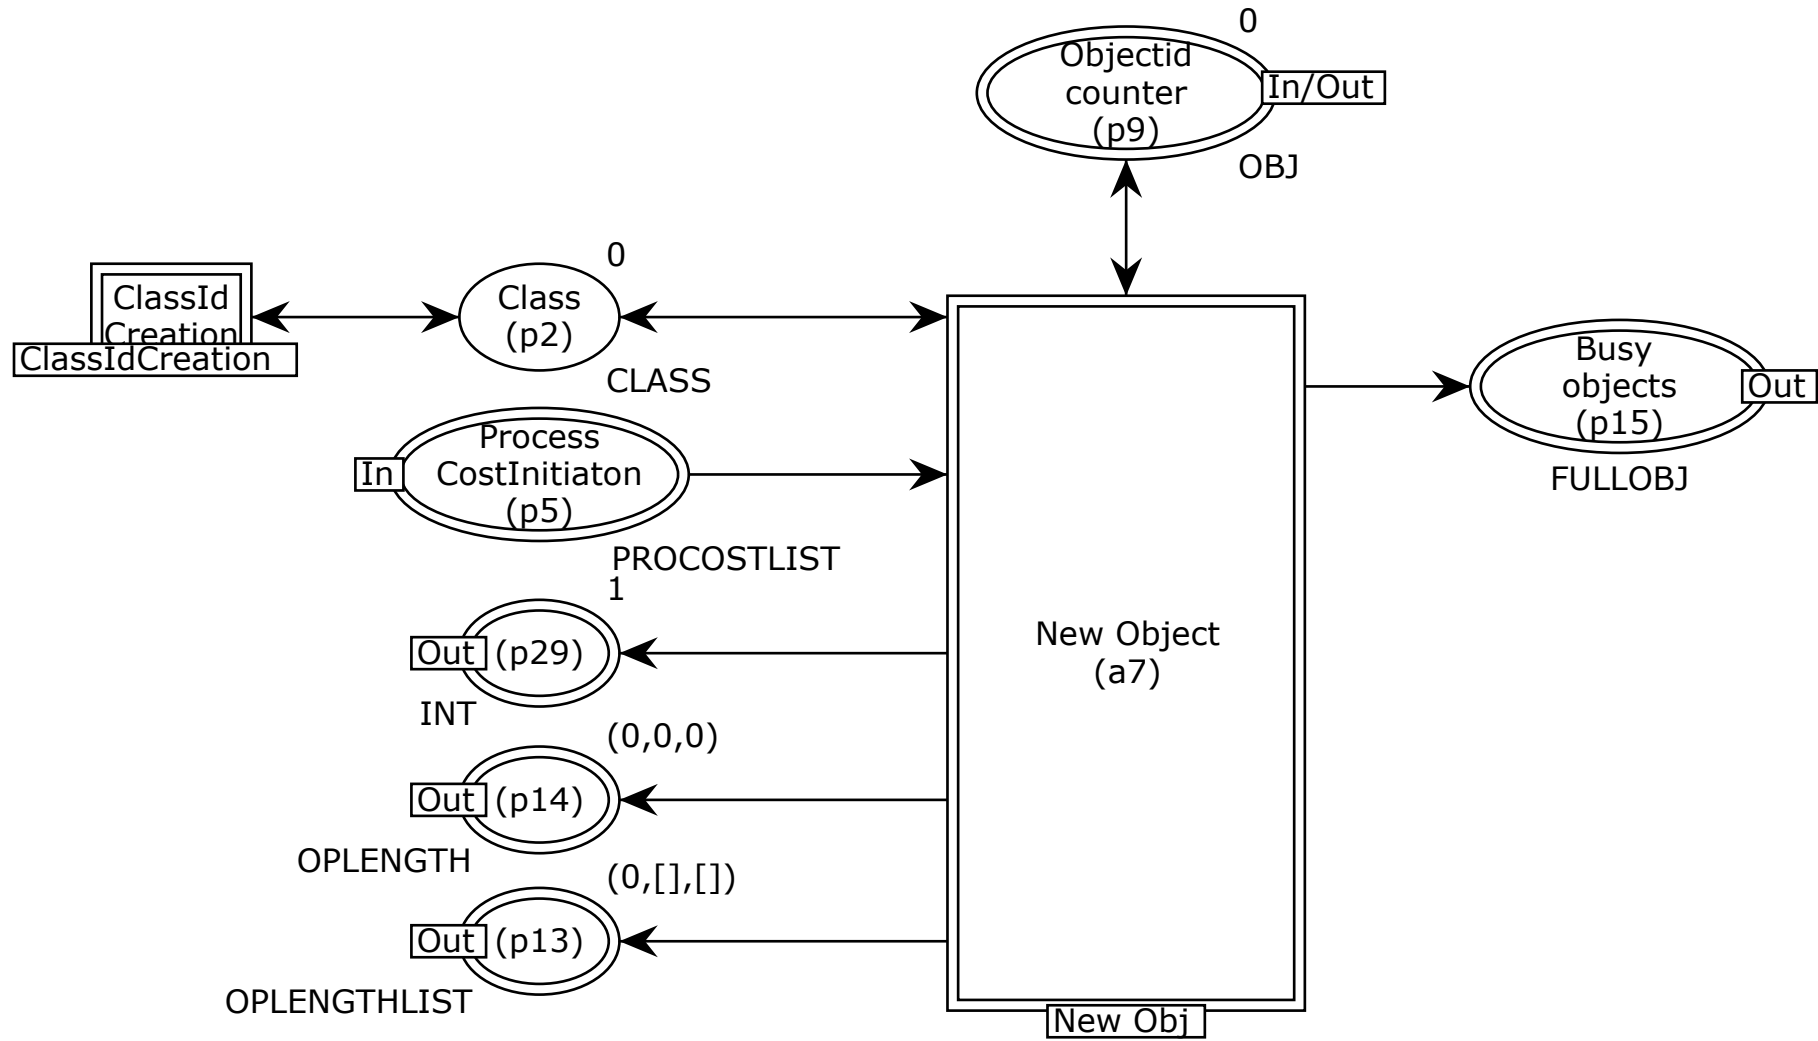 0
Objectid
counter
(p9)
In/Out
OBJ
ClassId
Creation
ClassIdCreation
0
Class
(p2)
CLASS
Process
CostInitiaton
(p5)
In
PROCOSTLIST
1
Out
(p29)
INT
(0,0,0)
Out
(p14)
OPLENGTH
(0,[],[])
Out
(p13)
OPLENGTHLIST
New Object
(a7)
New Obj
Busy
objects
(p15)
Out
FULLOBJ